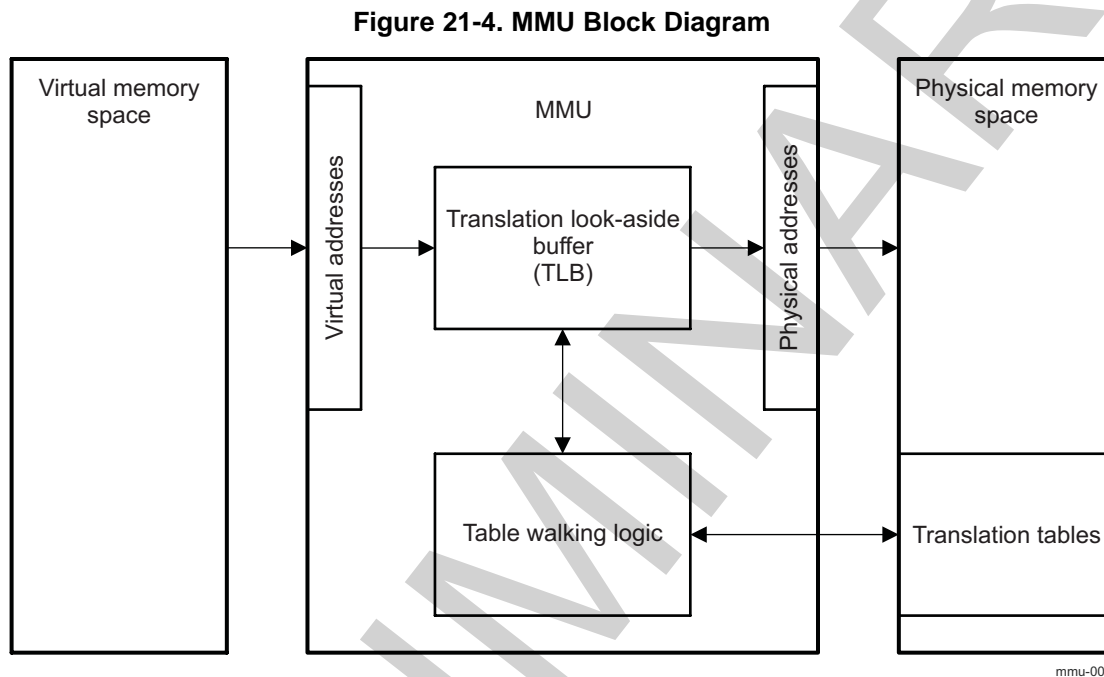 Figure 21-4. MMU Block Diagram
Virtual memory
space
MMU
Physical memory
space
Virtual addresses
Translation look-aside
buffer
(TLB)
Physical addresses
Table walking logic
Translation tables
mmu-00